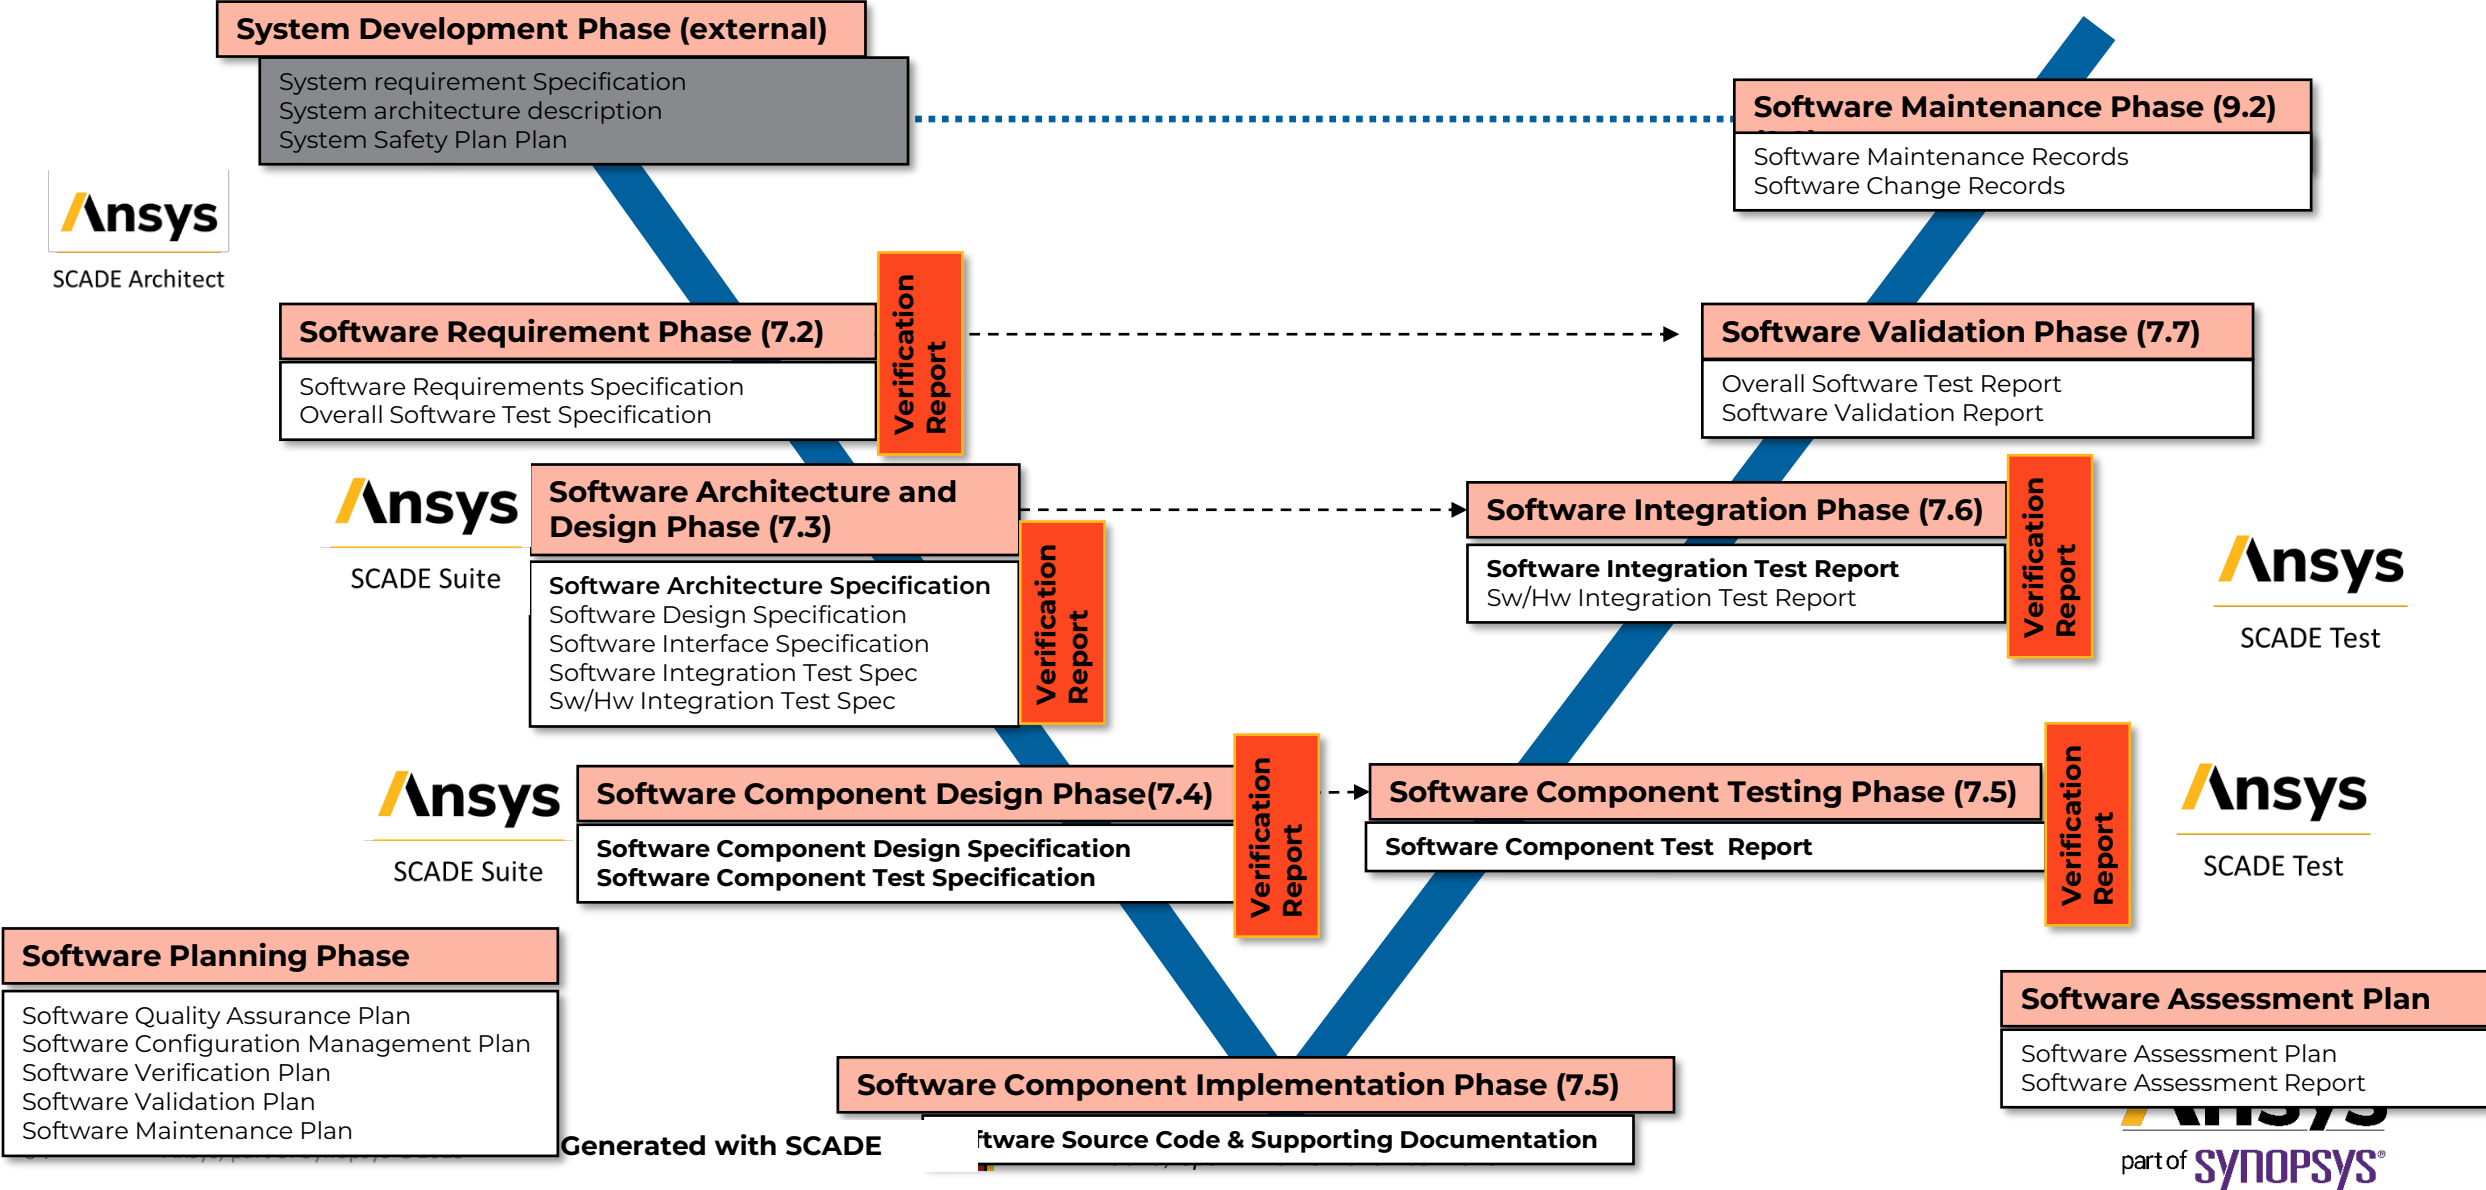 System Development Phase (external)
System requirement Specification
System architecture description
System Safety Plan Plan
Software Maintenance Phase (9.2)
Software Maintenance Records
Software Change Records
Ansys
SCADE Architect
Software Requirement Phase (7.2)
Software Requirements Specification
Overall Software Test Specification
Verification
Report
Software Validation Phase (7.7)
Overall Software Test Report
Software Validation Report
Ansys
SCADE Suite
Software Architecture and
Design Phase (7.3)
Software Architecture Specification
Software Design Specification
Software Interface Specification
Software Integration Test Spec
Sw/Hw Integration Test Spec
Verification
Report
Software Integration Phase (7.6)
Software Integration Test Report
Sw/Hw Integration Test Report
Verification
Report
Ansys
SCADE Test
Ansys
SCADE Suite
Software Component Design Phase(7.4)
Software Component Design Specification
Software Component Test Specification
Verification
Report
Software Component Testing Phase (7.5)
Software Component Test Report
Verification
Report
Ansys
SCADE Test
Software Planning Phase
Software Quality Assurance Plan
Software Configuration Management Plan
Software Verification Plan
Software Validation Plan
Software Maintenance Plan
Generated with SCADE
Software Component Implementation Phase (7.5)
ftware Source Code & Supporting Documentation
Software Assessment Plan
Software Assessment Plan
Software Assessment Report
Ansys
part of SYNOPSYS®